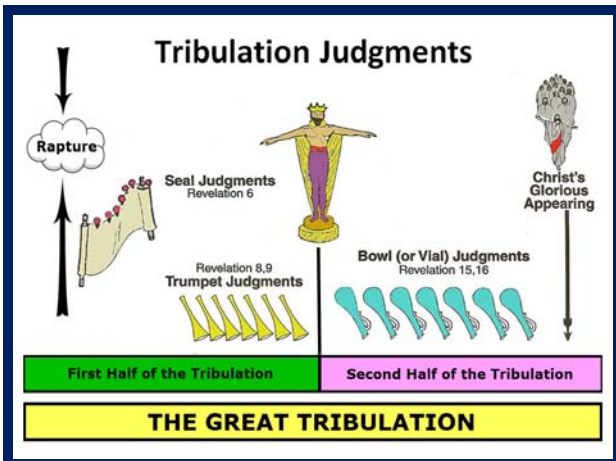 Tribulation Judgments
Rapture
Seal Judgments
Revelation 6
Christ's
Glorious
Appearing
Revelation 8,9
Trumpet Judgments
Bowl (or Vial) Judgments
Revelation 15,16
First Half of the Tribulation
Second Half of the Tribulation
THE GREAT TRIBULATION